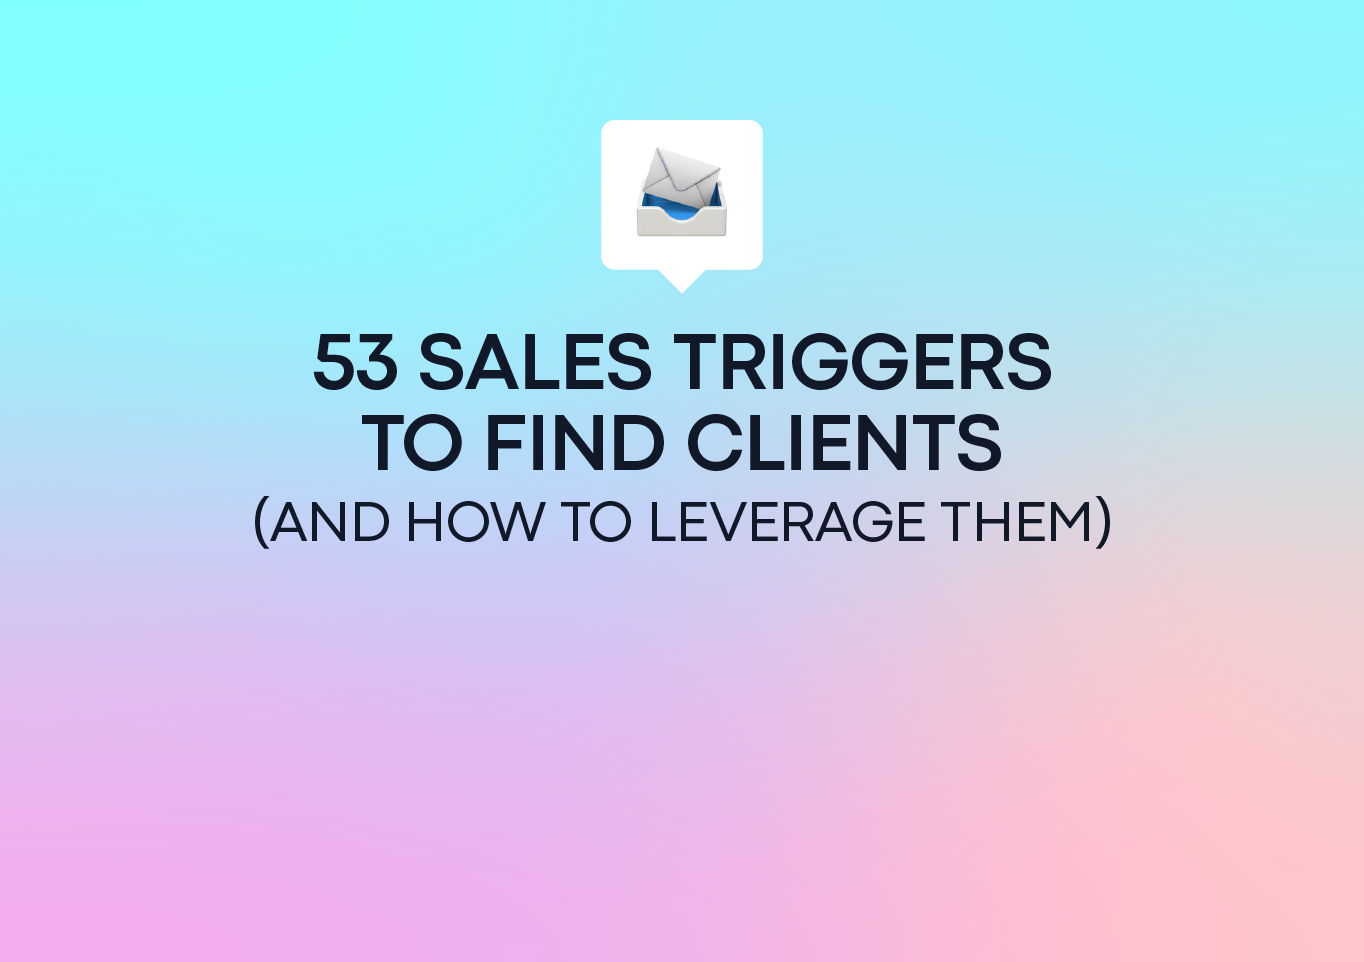 53 SALES TRIGGERS
TO FIND CLIENTS
(AND HOW TO LEVERAGE THEM)